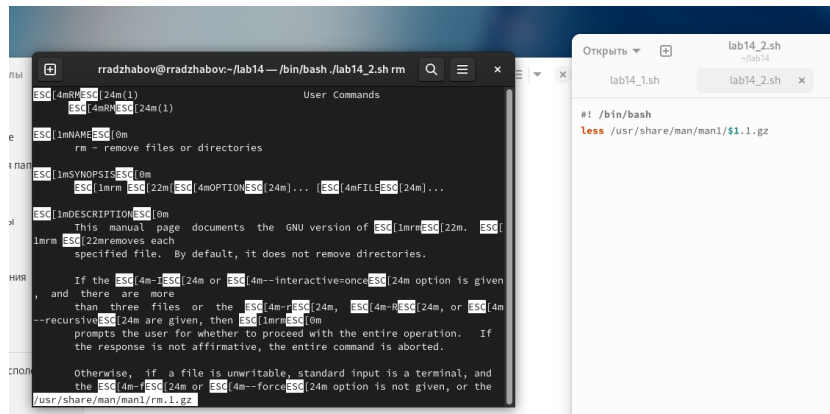 rradzhabov@rradzhabov:~/lab14 — /bin/bash ./lab14_2.sh rm
ESC[4mRMESC[24m(1) User Commands
ESC[4mRMESC[24m(1)
ESC[1mNAMEESC[0m
rm - remove files or directories
ESC[1mSYNOPSISESC[0m
ESC[1mrm ESC[22m[ESC[4mOPTIONESC[24m]... [ESC[4mFILEESC[24m]...
ESC[1mDESCRIPTIONESC[0m
This manual page documents the GNU version of ESC[1mrmESC[22m. ESC[
1mrm ESC[22mremoves each
specified file. By default, it does not remove directories.
If the ESC[4m-IESC[24m or ESC[4m--interactive=onceESC[24m option is given
, and there are more
than three files or the ESC[4m-rESC[24m, ESC[4m-RESC[24m, or ESC[4m
--recursiveESC[24m are given, then ESC[1mrmESC[0m
prompts the user for whether to proceed with the entire operation. If
the response is not affirmative, the entire command is aborted.
Otherwise, if a file is unwritable, standard input is a terminal, and
the ESC[4m-fESC[24m or ESC[4m--forceESC[24m option is not given, or the
/usr/share/man/man1/rm.1.gz
Открыть
lab14_2.sh
~/lab14
lab14_1.sh
lab14_2.sh
#! /bin/bash
less /usr/share/man/man1/$1.1.gz